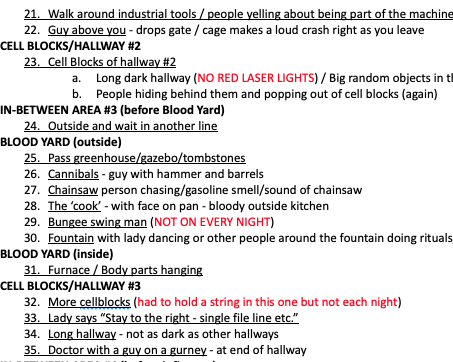 21. Walk around industrial tools / people yelling about being part of the machine
22. Guy above you - drops gate / cage makes a loud crash right as you leave
CELL BLOCKS/HALLWAY #2
23. Cell Blocks of hallway #2
a. Long dark hallway (NO RED LASER LIGHTS) / Big random objects in
b. People hiding behind them and popping out of cell blocks (again)
IN-BETWEEN AREA #3 (before Blood Yard)
24. Outside and wait in another line
BLOOD YARD (outside)
25. Pass greenhouse/gazebo/tombstones
26. Cannibals - guy with hammer and barrels
27. Chainsaw person chasing/gasoline smell/sound of chainsaw
28. The ‘cook’ - with face on pan - bloody outside kitchen
29. Bungee swing man (NOT ON EVERY NIGHT)
30. Fountain with lady dancing or other people around the fountain doing rituals
BLOOD YARD (inside)
31. Furnace / Body parts hanging
CELL BLOCKS/HALLWAY #3
32. More cellblocks (had to hold a string in this one but not each night)
33. Lady says “Stay to the right - single file line etc.”
34. Long hallway - not as dark as other hallways
35. Doctor with a guy on a gurney - at end of hallway